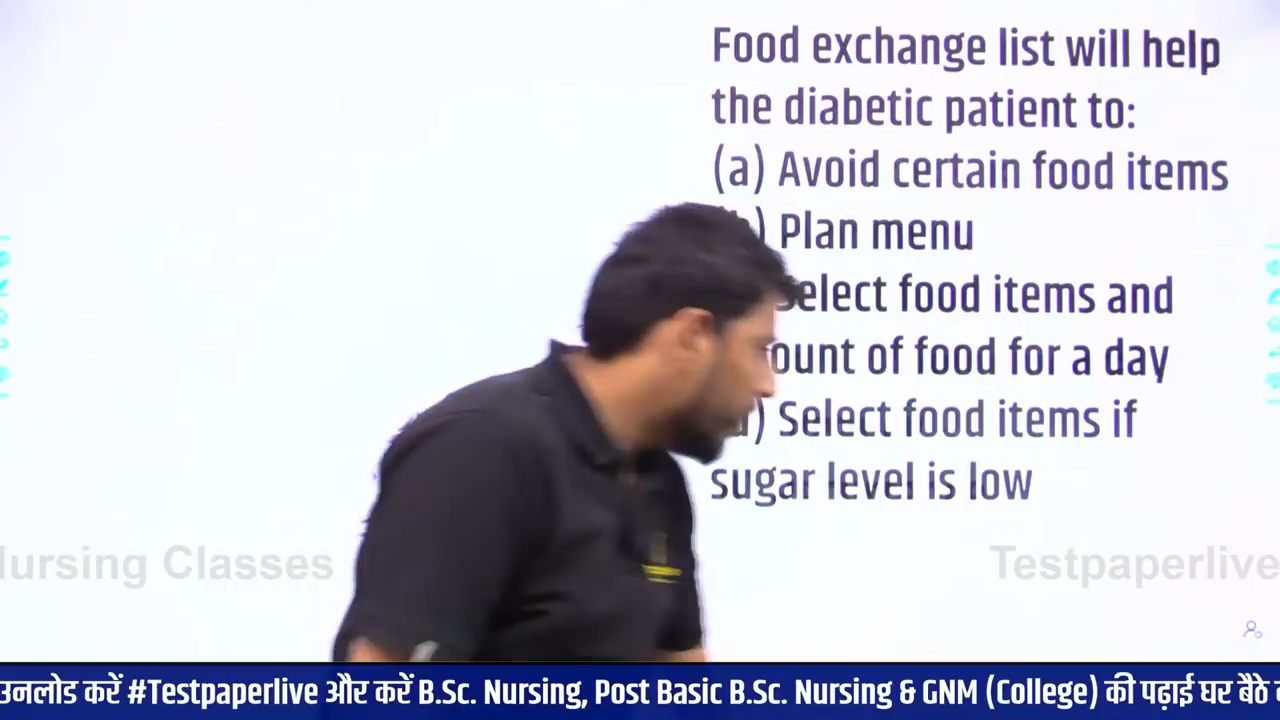 Food exchange list will help
the diabetic patient to:
(a) Avoid certain food items
Plan menu
Select food items and
ount of food for a day
) Select food items if
sugar level is low
Nursing Classes
Testpaperlive
उनलोड करें #Testpaperlive और करें B.Sc. Nursing, Post Basic B.Sc. Nursing & GNM (College) की पढ़ाई घर बैठे